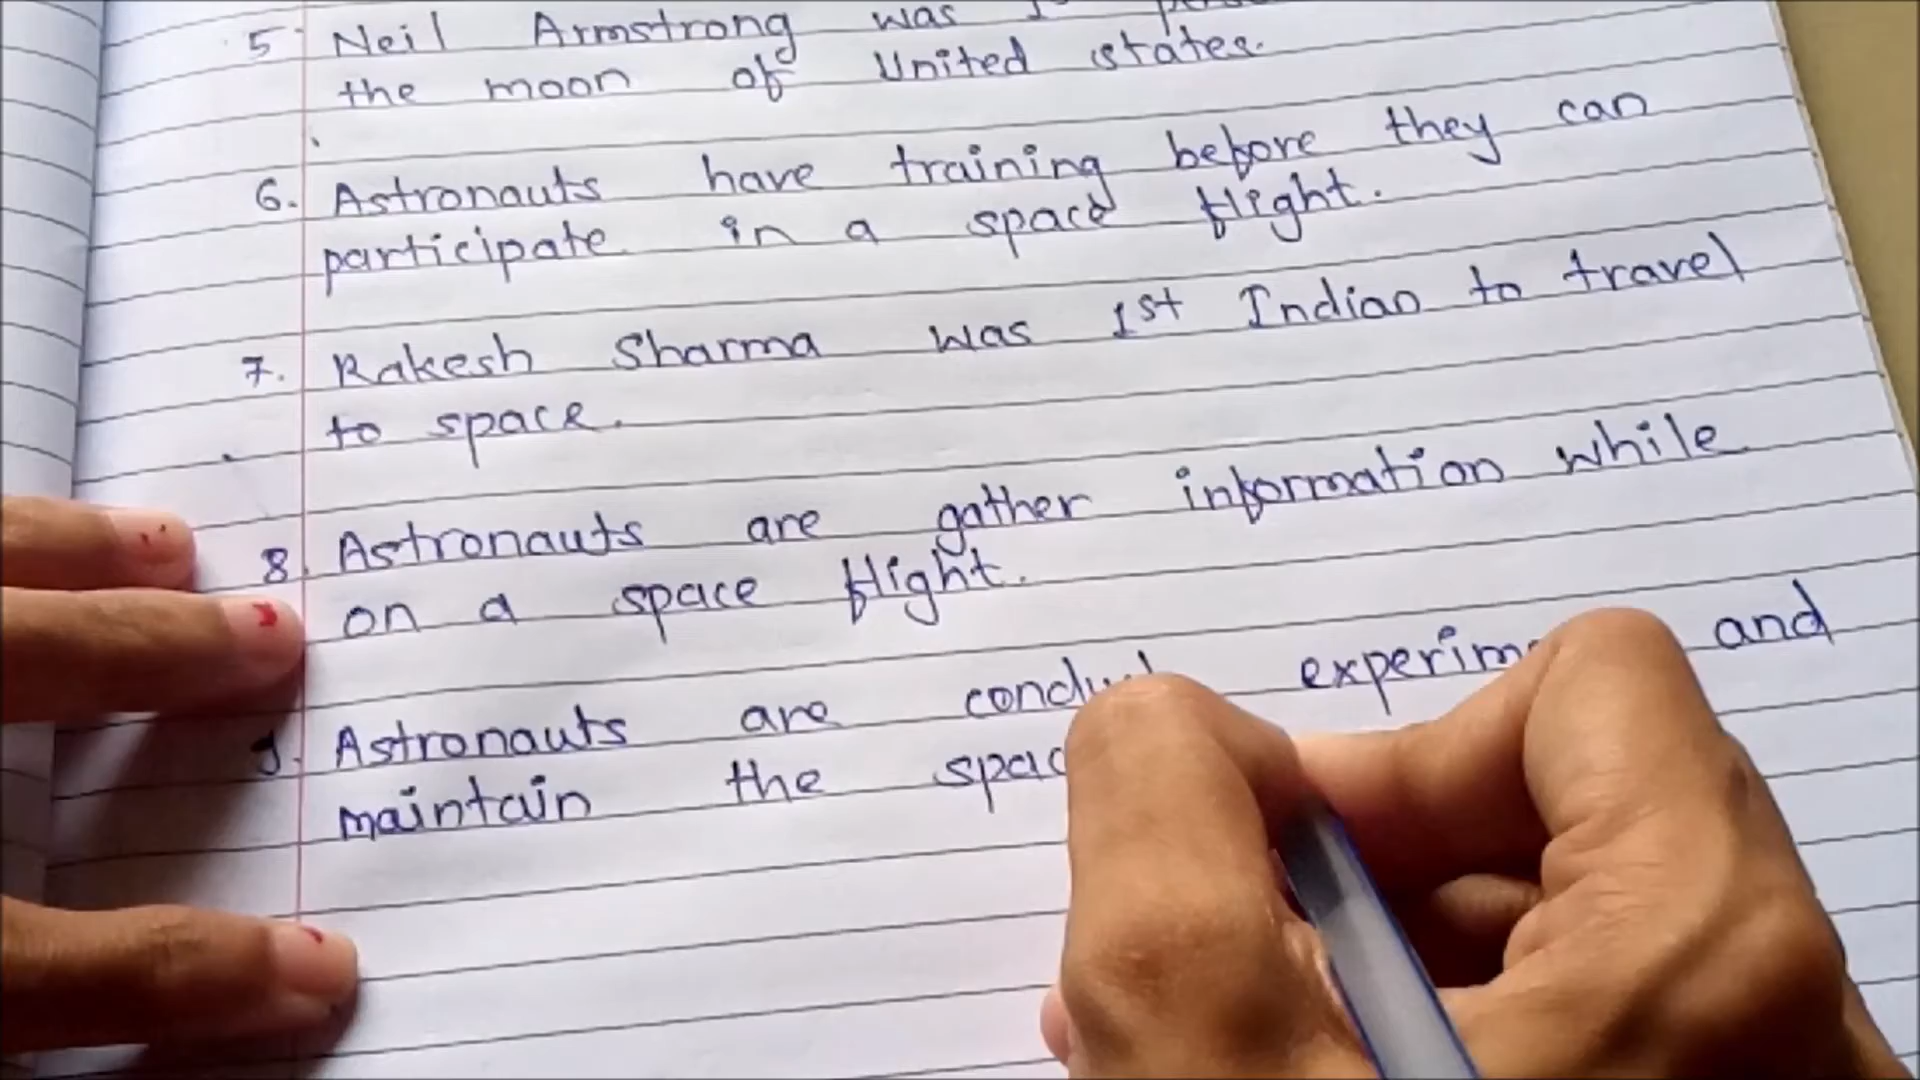 5. Neil Armstrong was
the moon of United states.
6. Astronauts have training before they can
participate in a space flight.
7. Rakesh Sharma was 1st Indian to travel
to space.
8. Astronauts are gather information while
on a space flight.
9. Astronauts are and
maintain the